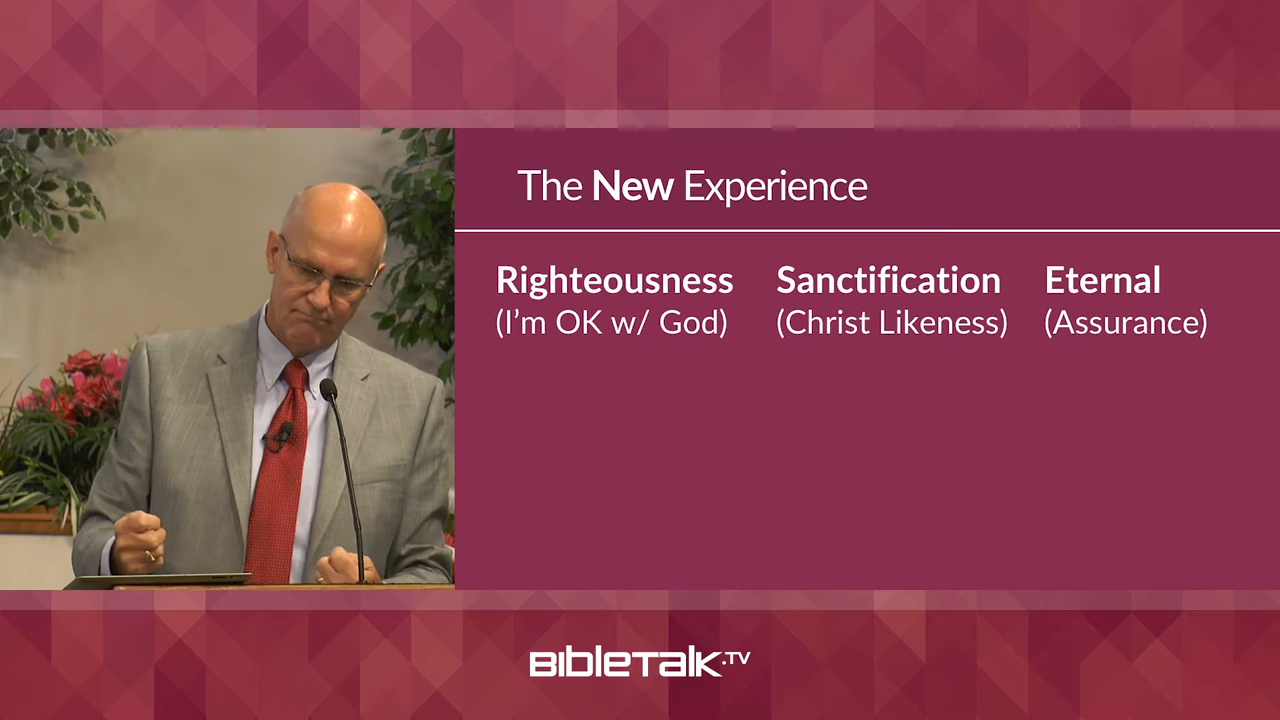 The New Experience
Righteousness Sanctification Eternal
(I'm OK w/ God) (Christ Likeness) (Assurance)
BIBLETALK.TV